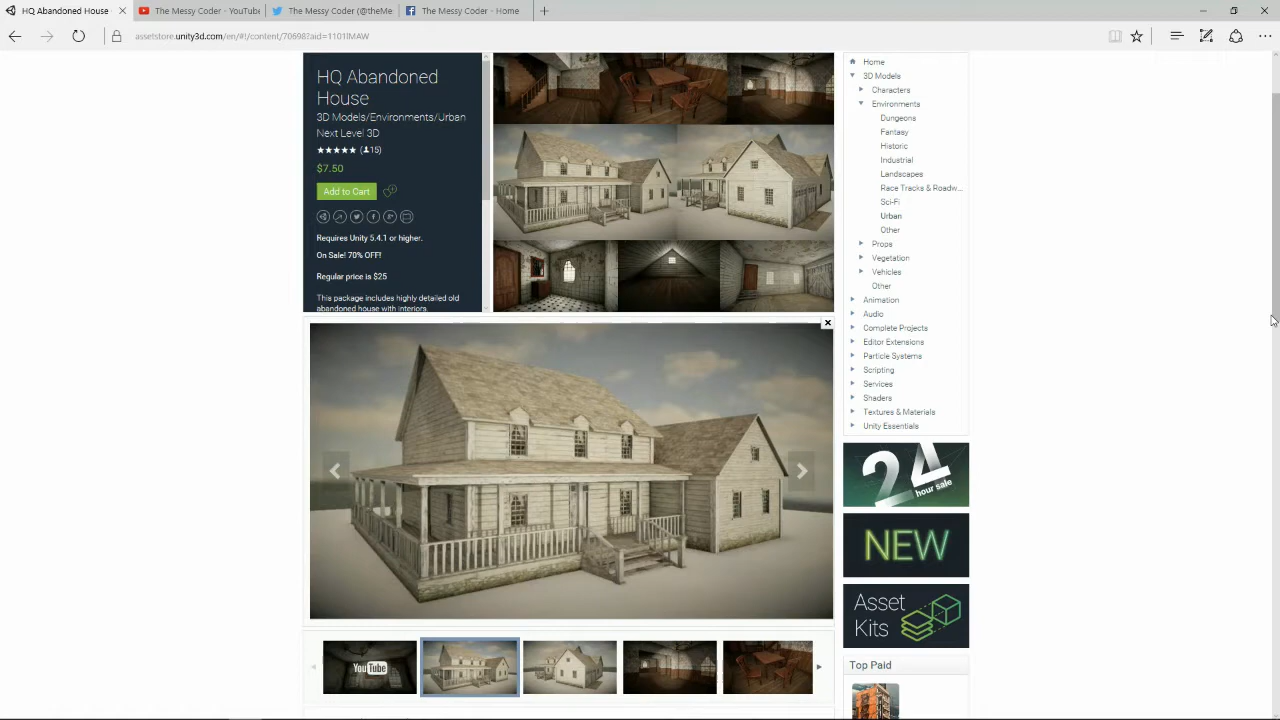 HQ Abandoned House
The Messy Coder - YouTube
The Messy Coder (@theMe
The Messy Coder - Home
assetstore.unity3d.com/en/#!/content/70698?aid=1101lMAW
HQ Abandoned
House
3D Models/Environments/Urban
Next Level 3D
★★★★★ (15)
$7.50
Add to Cart
Requires Unity 5.4.1 or higher.
On Sale! 70% OFF!
Regular price is $25
This package includes highly detailed old
abandoned house with interiors.
YouTube
Home
3D Models
Characters
Environments
Dungeons
Fantasy
Historic
Industrial
Landscapes
Race Tracks & Roadw...
Sci-Fi
Urban
Other
Props
Vegetation
Vehicles
Other
Animation
Audio
Complete Projects
Editor Extensions
Particle Systems
Scripting
Services
Shaders
Textures & Materials
Unity Essentials
24
hour sale
NEW
Asset
Kits
Top Paid